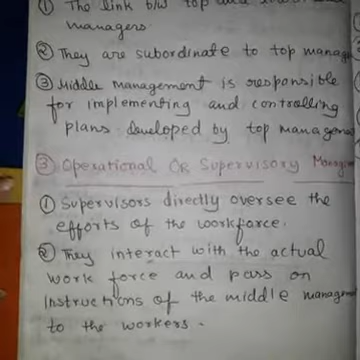 ① The link b/w top and
managers.
② They are subordinate to top manage
③ Middle management is responsible
for implementing and controlling
plans developed by top manageme
③ Operational OR Supervisory Managem
① Supervisors directly oversee the
efforts of the workforce.
② They interact with the actual
work force and pass on
instructions of the middle managem
to the workers.